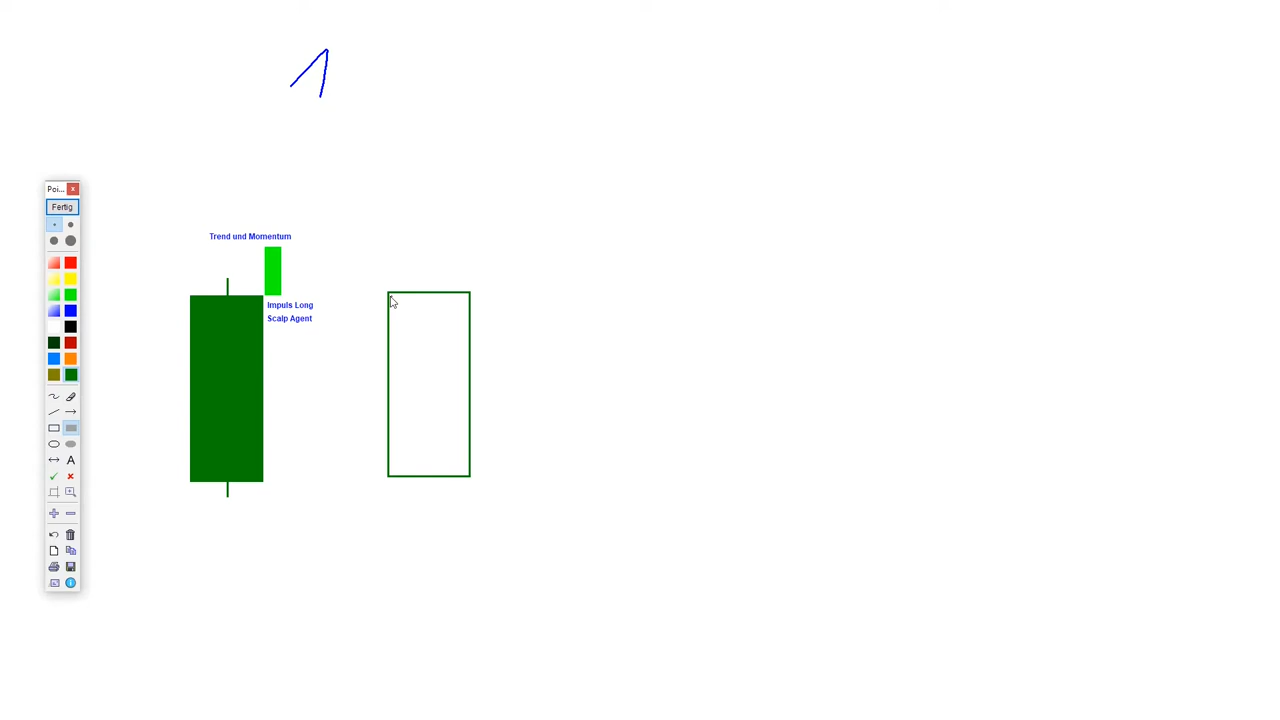 1
Poi...
Fertig
Trend und Momentum
Impuls Long
Scalp Agent
A